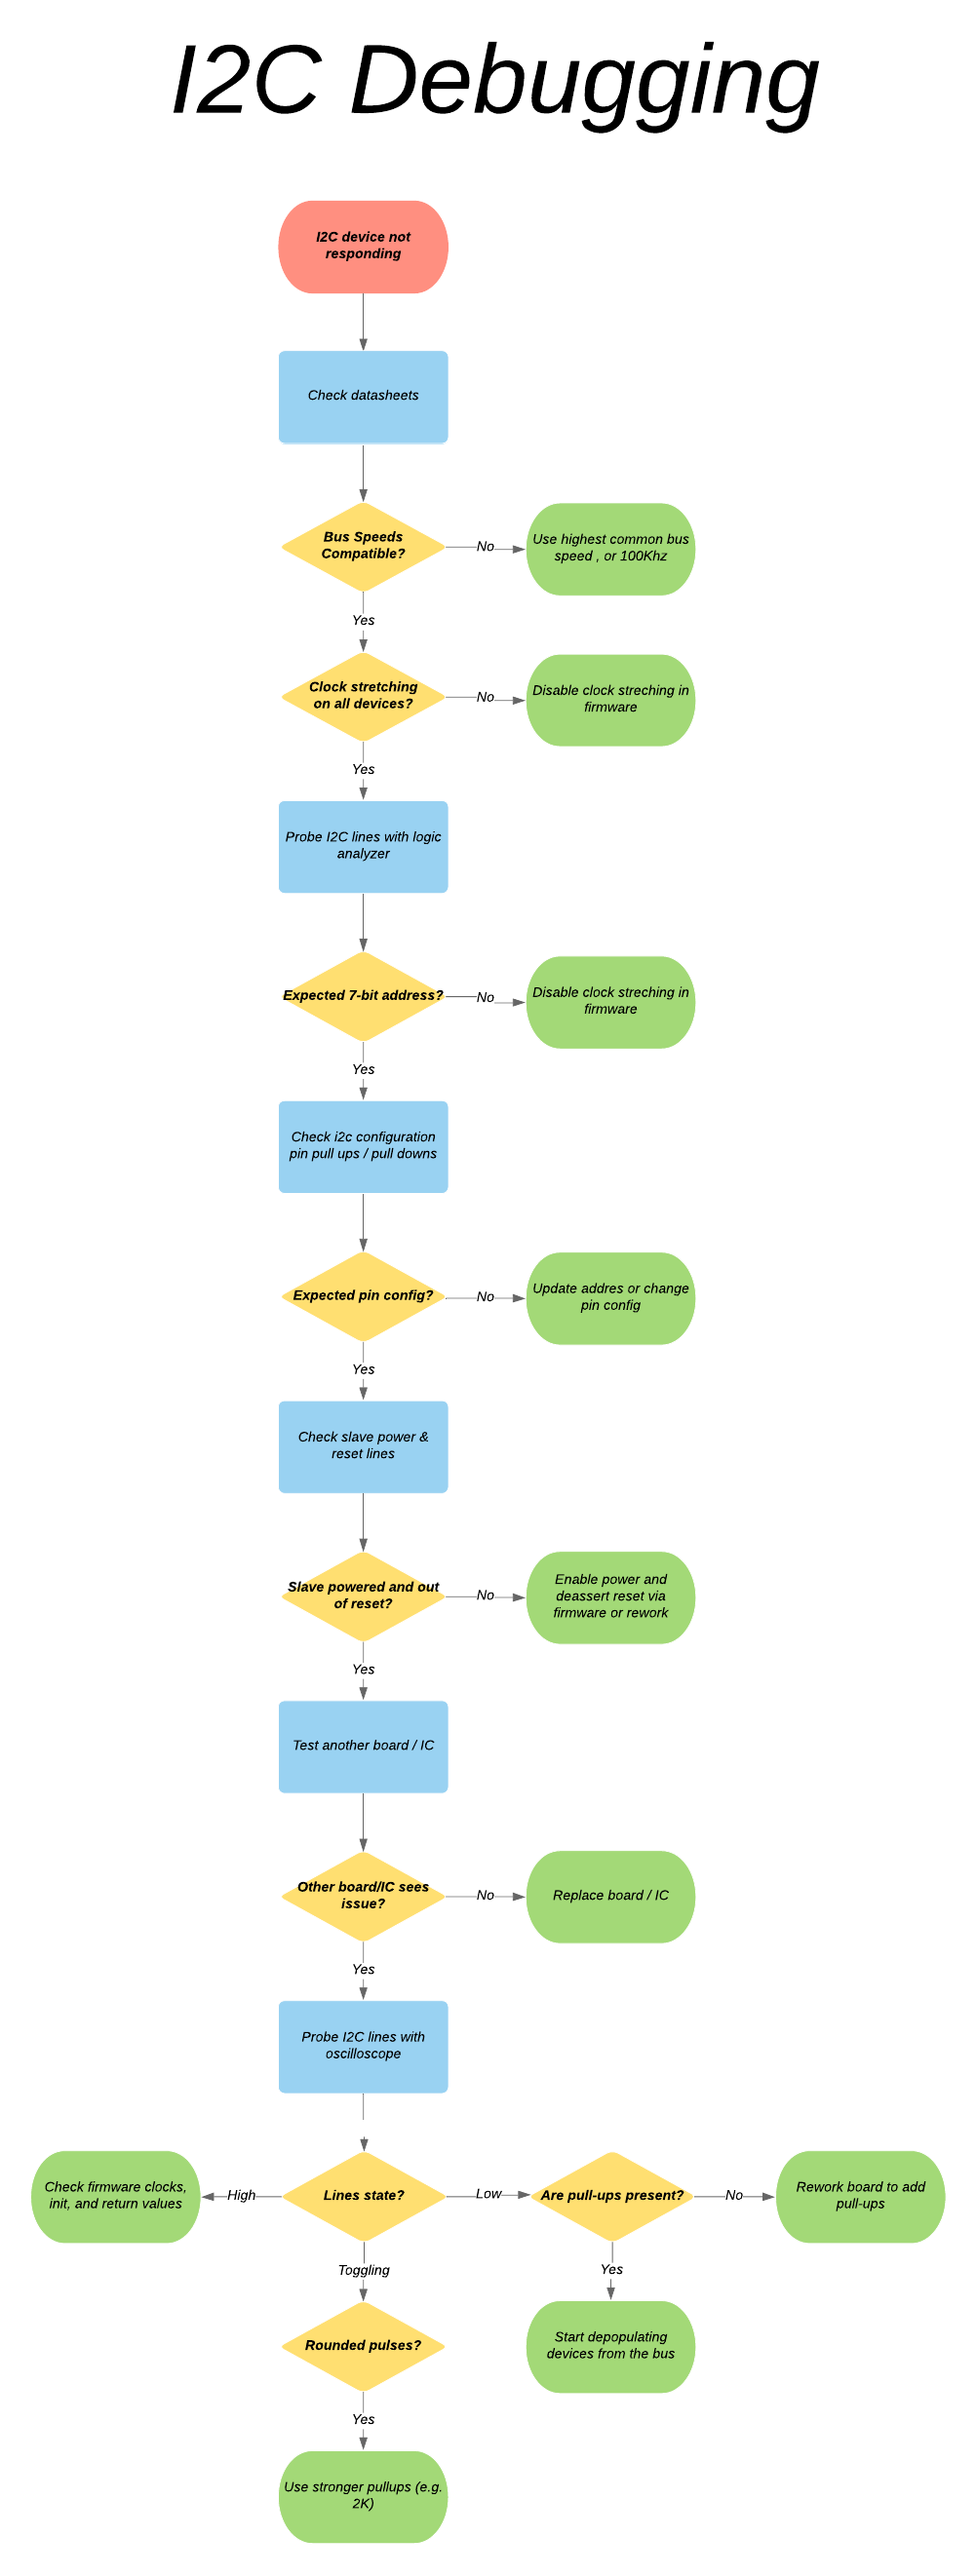 I2C Debugging
I2C device not
responding
Check datasheets
Bus Speeds
Compatible?
No
Use highest common bus
speed , or 100Khz
Yes
Clock stretching
on all devices?
No
Disable clock streching in
firmware
Yes
Probe I2C lines with logic
analyzer
Expected 7-bit address?
No
Disable clock streching in
firmware
Yes
Check i2c configuration
pin pull ups / pull downs
Expected pin config?
No
Update addres or change
pin config
Yes
Check slave power &
reset lines
Slave powered and out
of reset?
No
Enable power and
deassert reset via
firmware or rework
Yes
Test another board / IC
Other board/IC sees
issue?
No
Replace board / IC
Yes
Probe I2C lines with
oscilloscope
Check firmware clocks,
init, and return values
High
Lines state?
Low
Are pull-ups present?
No
Rework board to add
pull-ups
Toggling
Yes
Rounded pulses?
Start depopulating
devices from the bus
Yes
Use stronger pullups (e.g.
2K)